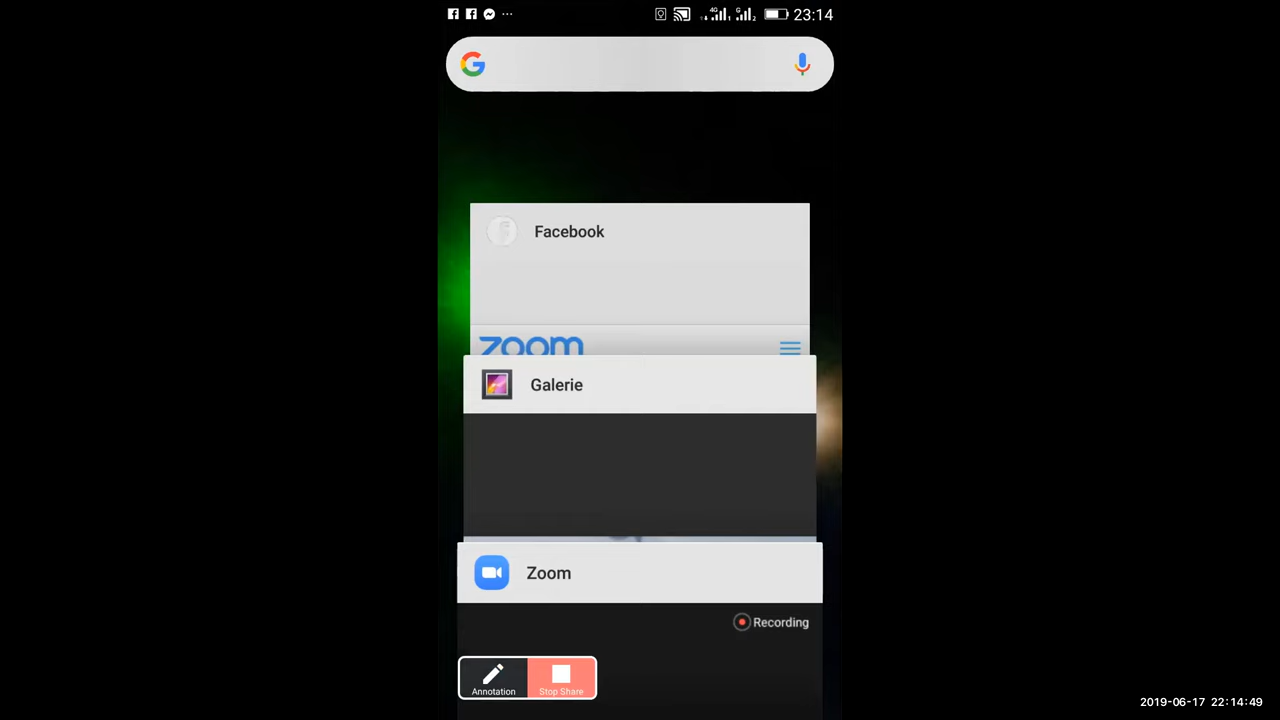 23:14
Facebook
zoom
Galerie
Zoom
Recording
Annotation
Stop Share
2019-06-17 22:14:49